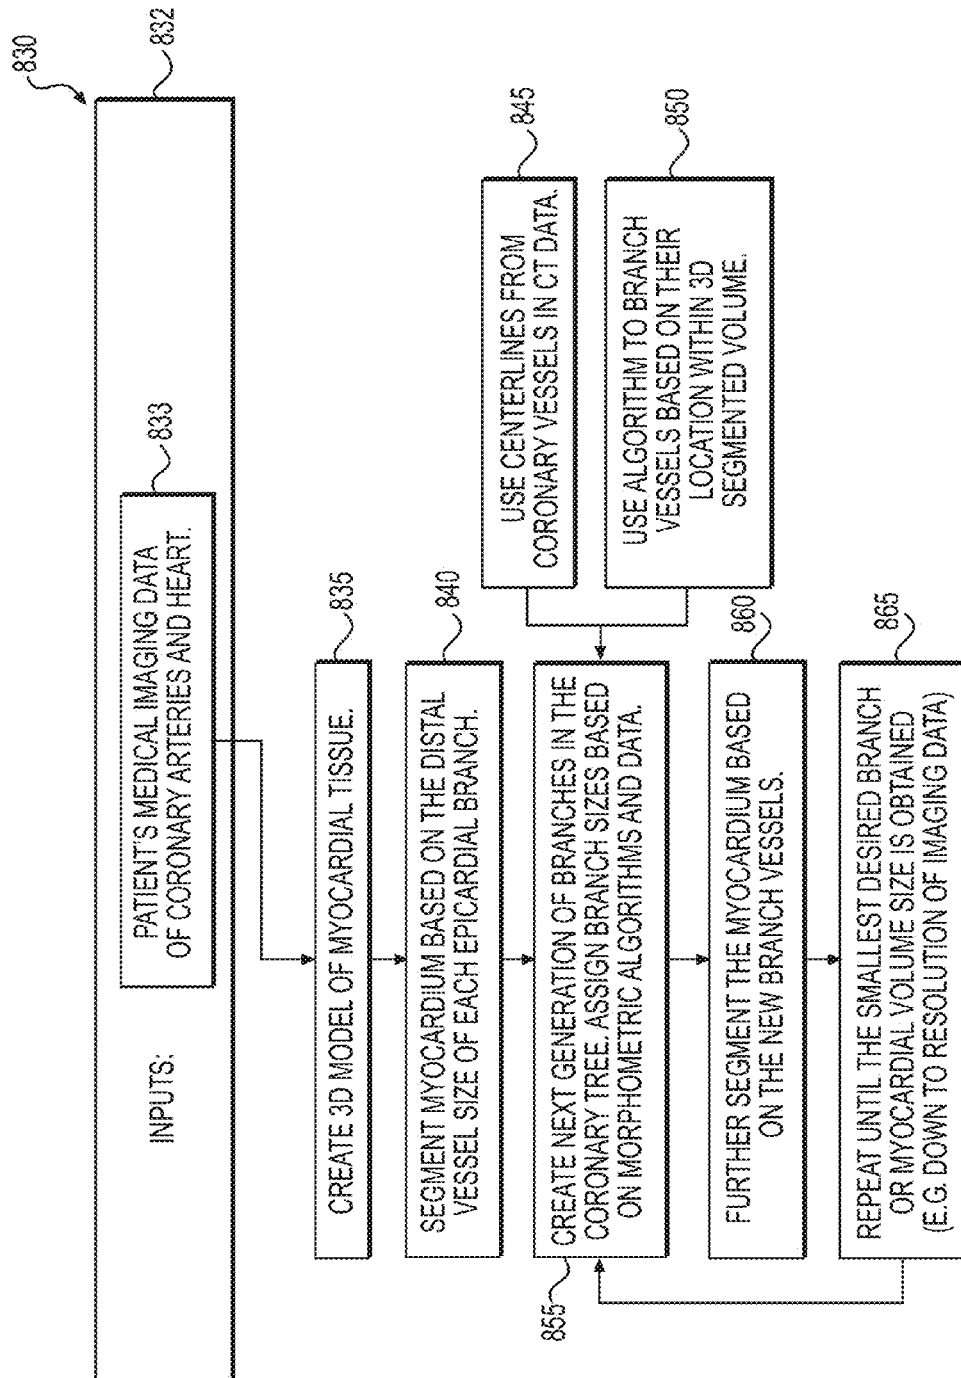 830
832
INPUTS:
833
PATIENT'S MEDICAL IMAGING DATA
OF CORONARY ARTERIES AND HEART.
835
CREATE 3D MODEL OF MYOCARDIAL TISSUE.
840
SEGMENT MYOCARDIUM BASED ON THE DISTAL
VESSEL SIZE OF EACH EPICARDIAL BRANCH.
845
USE CENTERLINES FROM
CORONARY VESSELS IN CT DATA.
850
USE ALGORITHM TO BRANCH
VESSELS BASED ON THEIR
LOCATION WITHIN 3D
SEGMENTED VOLUME.
855
CREATE NEXT GENERATION OF BRANCHES IN THE
CORONARY TREE. ASSIGN BRANCH SIZES BASED
ON MORPHOMETRIC ALGORITHMS AND DATA.
860
FURTHER SEGMENT THE MYOCARDIUM BASED
ON THE NEW BRANCH VESSELS.
865
REPEAT UNTIL THE SMALLEST DESIRED BRANCH
OR MYOCARDIAL VOLUME SIZE IS OBTAINED
(E.G. DOWN TO RESOLUTION OF IMAGING DATA)